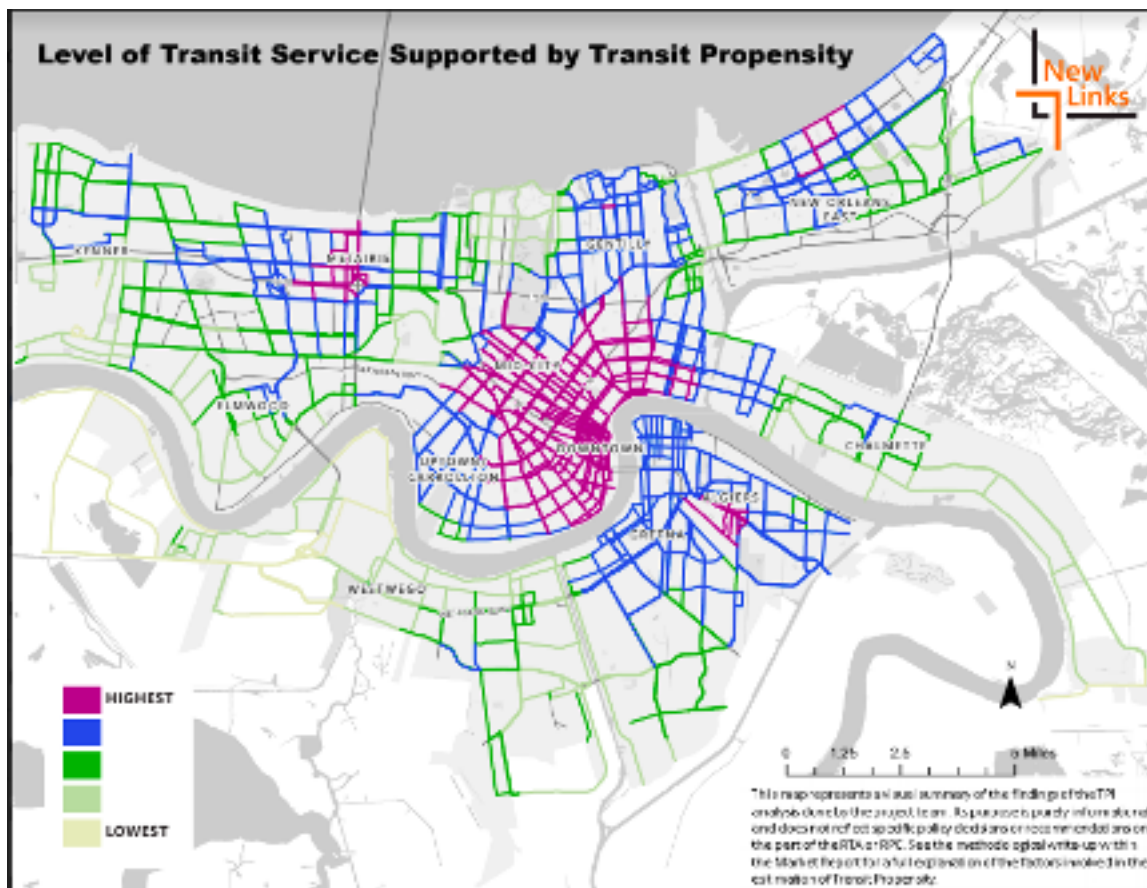 Level of Transit Service Supported by Transit Propensity
New
Links
NEW ORLEANS
EAST
KENNER
METAIRIE
GENTILLY
MID-CITY
ELMWOOD
DOWNTOWN
CHALMETTE
UPTOWN/
CARROLLTON
ALGIERS
GRETNA
WESTWEGO
N
HIGHEST
LOWEST
0 1.25 2.5 5 Miles
This map represents a visual summary of the findings of the TPI
analysis done by the project team. Its purpose is purely informational
and does not reflect specific policy decisions or recommendations on
the part of the RTA or RPC. See the methodological write-up within
the Market Report for a full explanation of the factors involved in the
estimation of Transit Propensity.